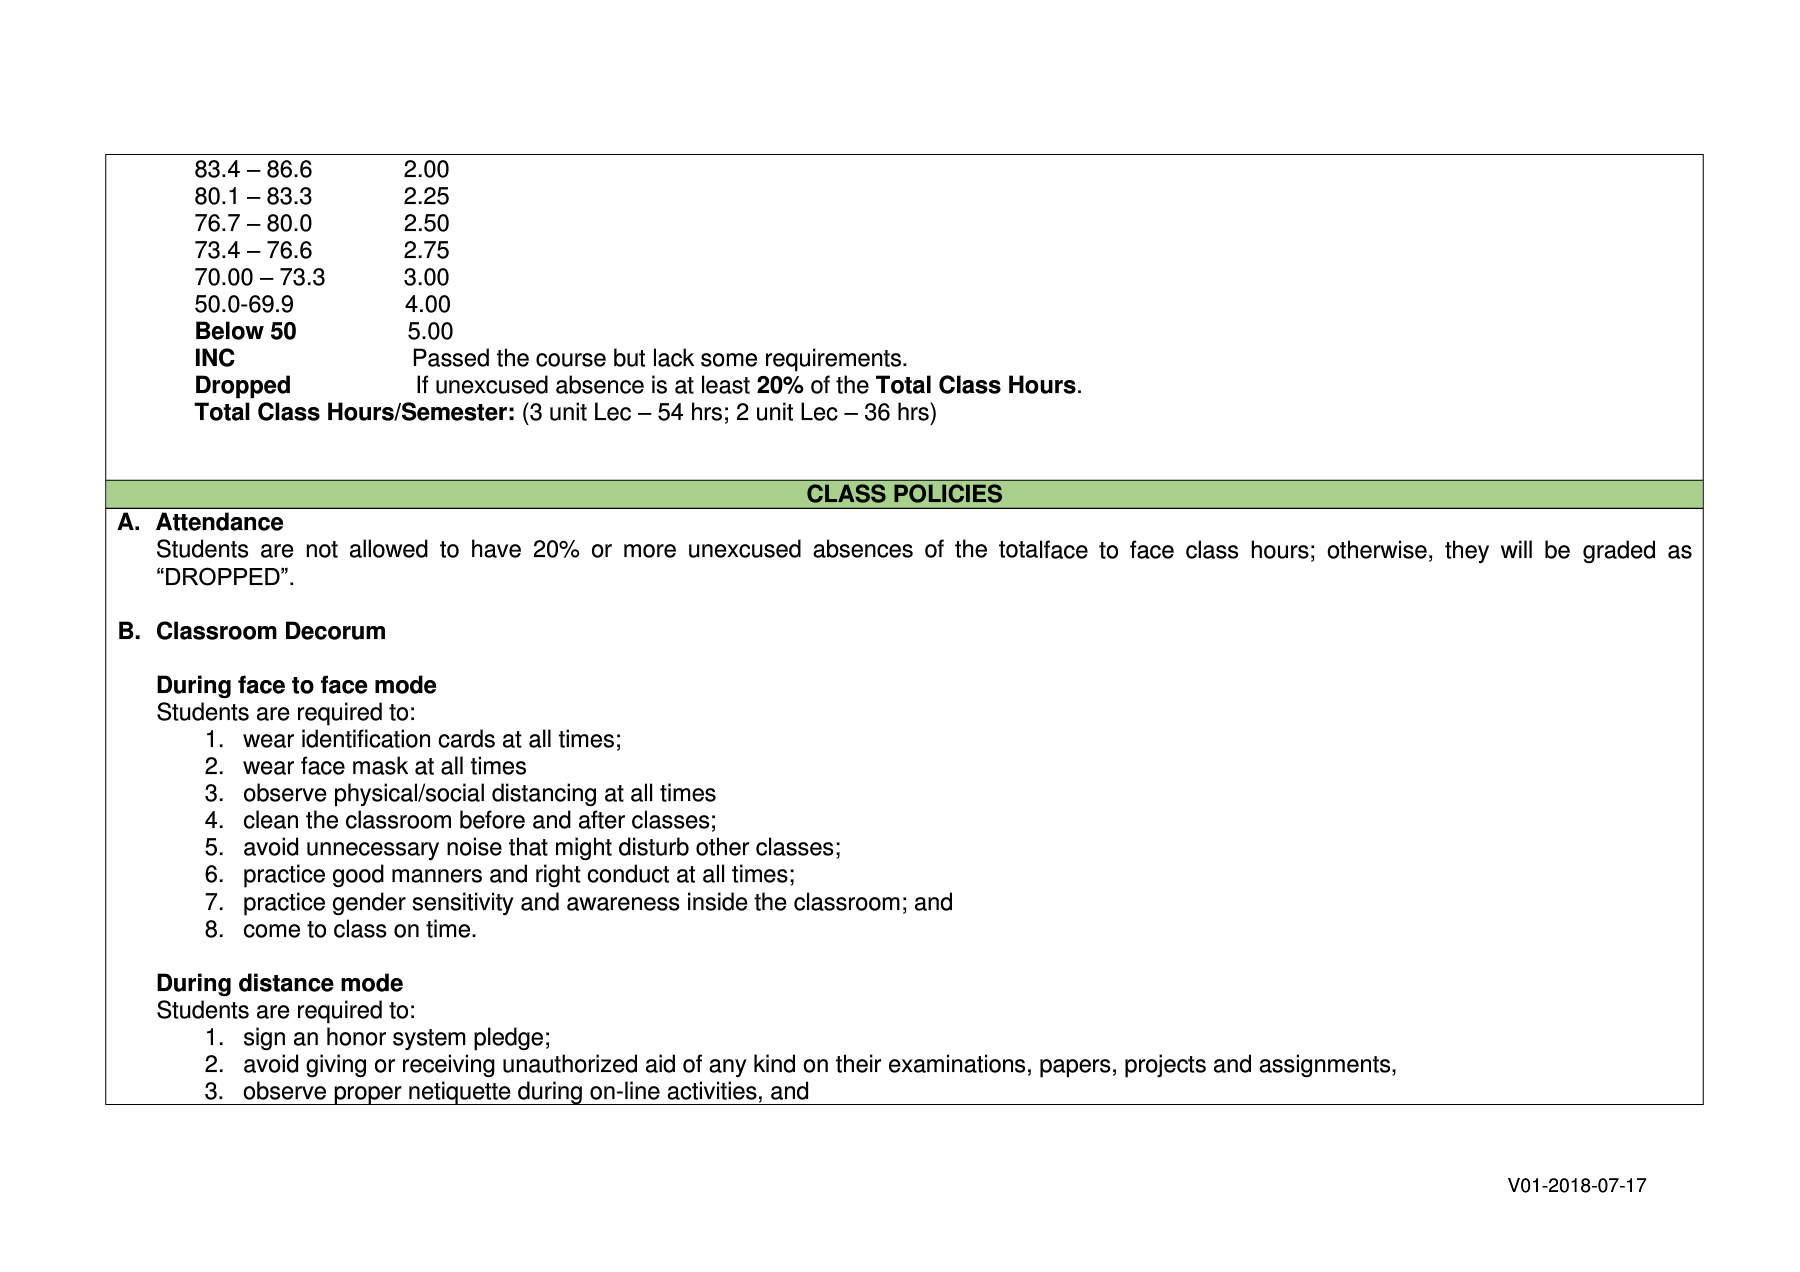 83.4 – 86.6 2.00
80.1 – 83.3 2.25
76.7 – 80.0 2.50
73.4 – 76.6 2.75
70.00 – 73.3 3.00
50.0-69.9 4.00
Below 50 5.00
INC Passed the course but lack some requirements.
Dropped If unexcused absence is at least 20% of the Total Class Hours.
Total Class Hours/Semester: (3 unit Lec – 54 hrs; 2 unit Lec – 36 hrs)
CLASS POLICIES
A. Attendance
Students are not allowed to have 20% or more unexcused absences of the totalface to face class hours; otherwise, they will be graded as
“DROPPED”.
B. Classroom Decorum
During face to face mode
Students are required to:
1. wear identification cards at all times;
2. wear face mask at all times
3. observe physical/social distancing at all times
4. clean the classroom before and after classes;
5. avoid unnecessary noise that might disturb other classes;
6. practice good manners and right conduct at all times;
7. practice gender sensitivity and awareness inside the classroom; and
8. come to class on time.
During distance mode
Students are required to:
1. sign an honor system pledge;
2. avoid giving or receiving unauthorized aid of any kind on their examinations, papers, projects and assignments,
3. observe proper netiquette during on-line activities, and
V01-2018-07-17